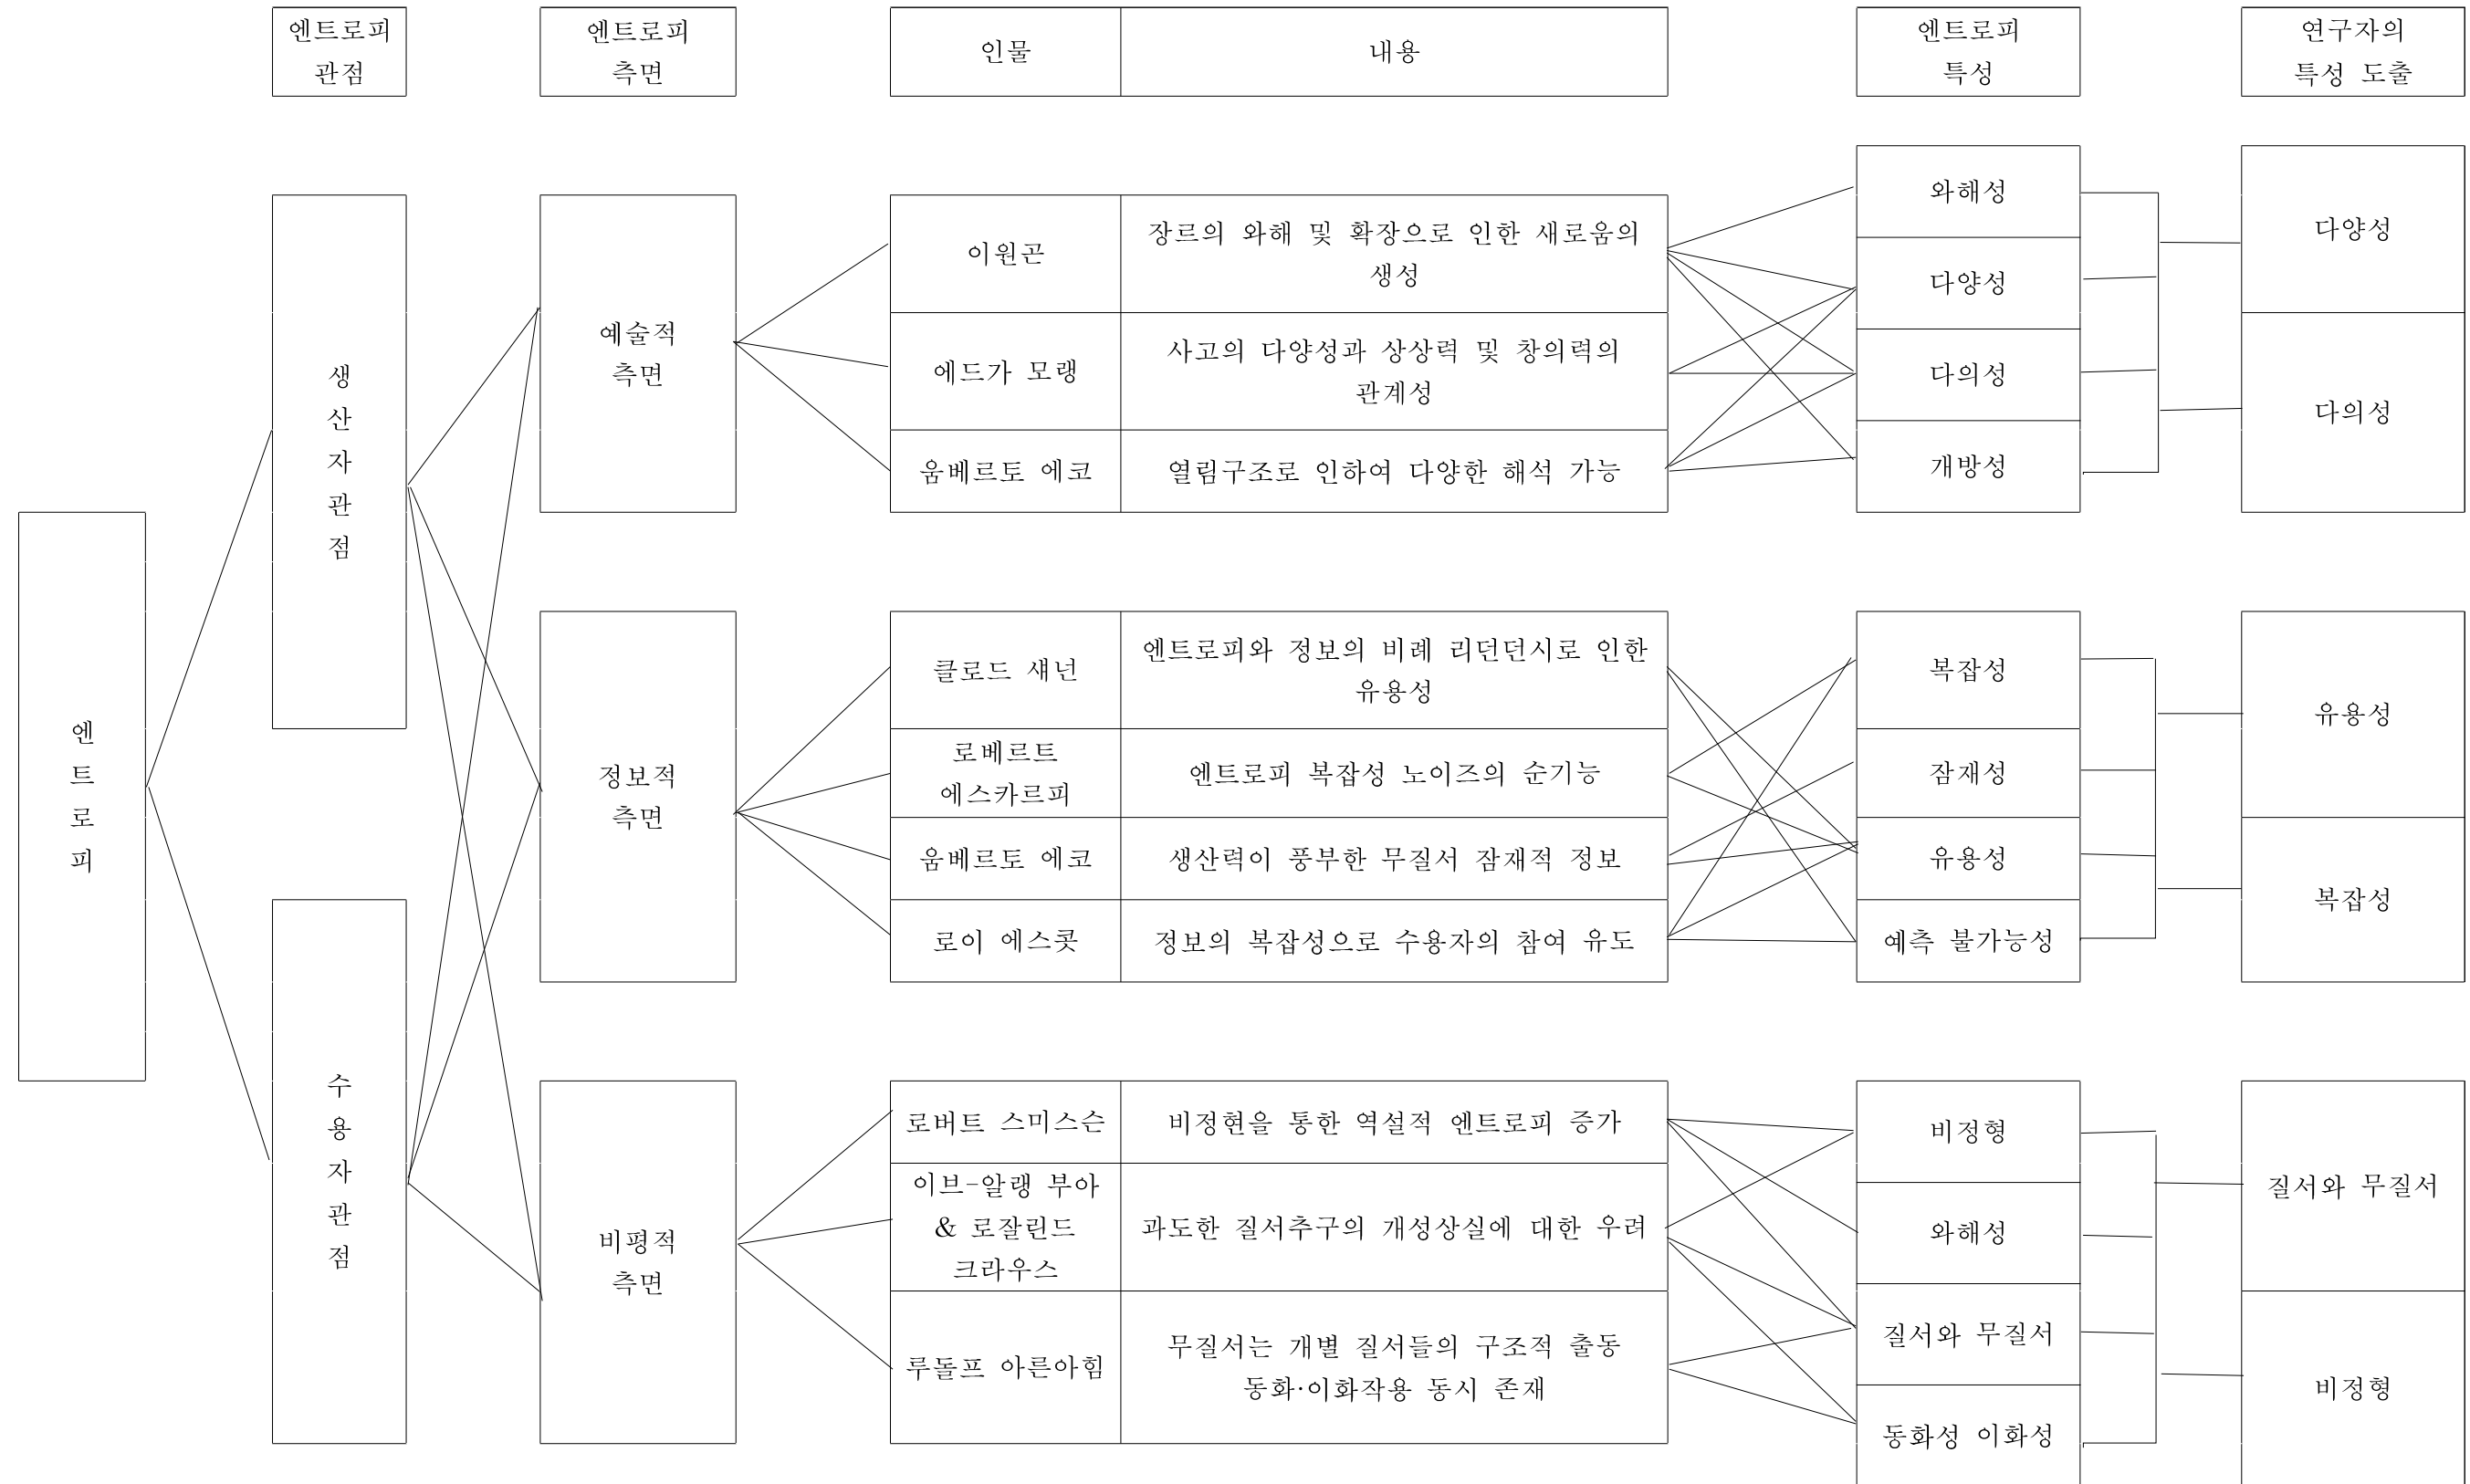 엔트로피
관점
엔트로피
측면
인물
내용
엔트로피
특성
연구자의
특성 도출
엔
트
로
피
생
산
자
관
점
수
용
자
관
점
예술적
측면
이원곤
장르의 와해 및 확장으로 인한 새로움의
생성
에드가 모랭
사고의 다양성과 상상력 및 창의력의
관계성
움베르토 에코
열림구조로 인하여 다양한 해석 가능
와해성
다양성
다의성
개방성
다양성
다의성
정보적
측면
클로드 섀넌
엔트로피와 정보의 비례 리던던시로 인한
유용성
로베르트
에스카르피
엔트로피 복잡성 노이즈의 순기능
움베르토 에코
생산력이 풍부한 무질서 잠재적 정보
로이 에스콧
정보의 복잡성으로 수용자의 참여 유도
복잡성
잠재성
유용성
예측 불가능성
유용성
복잡성
비평적
측면
로버트 스미스슨
비정현을 통한 역설적 엔트로피 증가
이브-알랭 부아
& 로잘린드
크라우스
과도한 질서추구의 개성상실에 대한 우려
루돌프 아른아힘
무질서는 개별 질서들의 구조적 출동
동화·이화작용 동시 존재
비정형
와해성
질서와 무질서
동화성 이화성
질서와 무질서
비정형